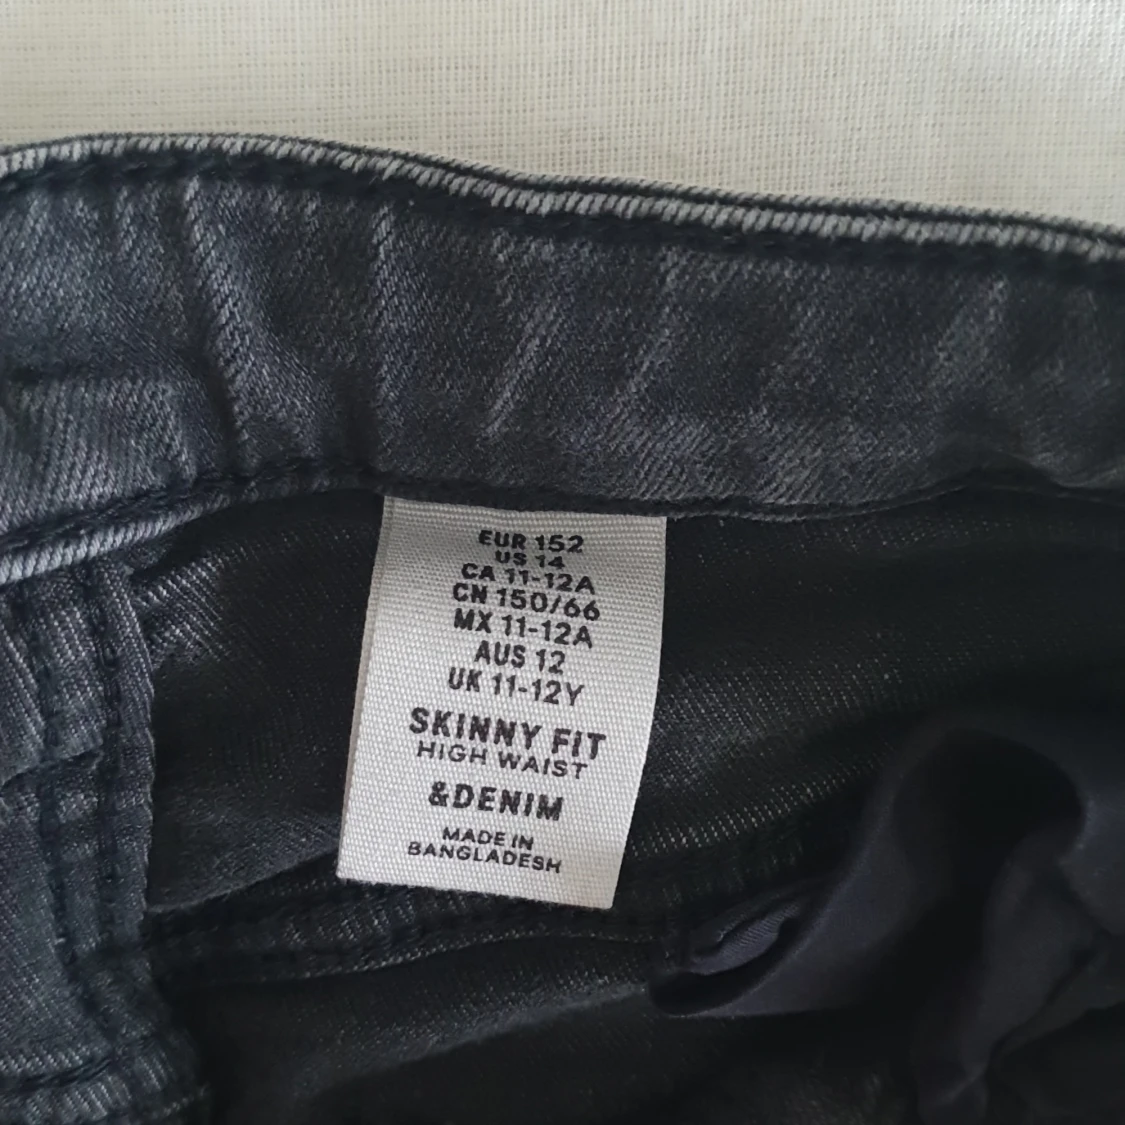 EUR 152
US 14
CA 11-12A
CN 150/66
MX 11-12A
AUS 12
UK 11-12Y
SKINNY FIT
HIGH WAIST
&DENIM
MADE IN
BANGLADESH